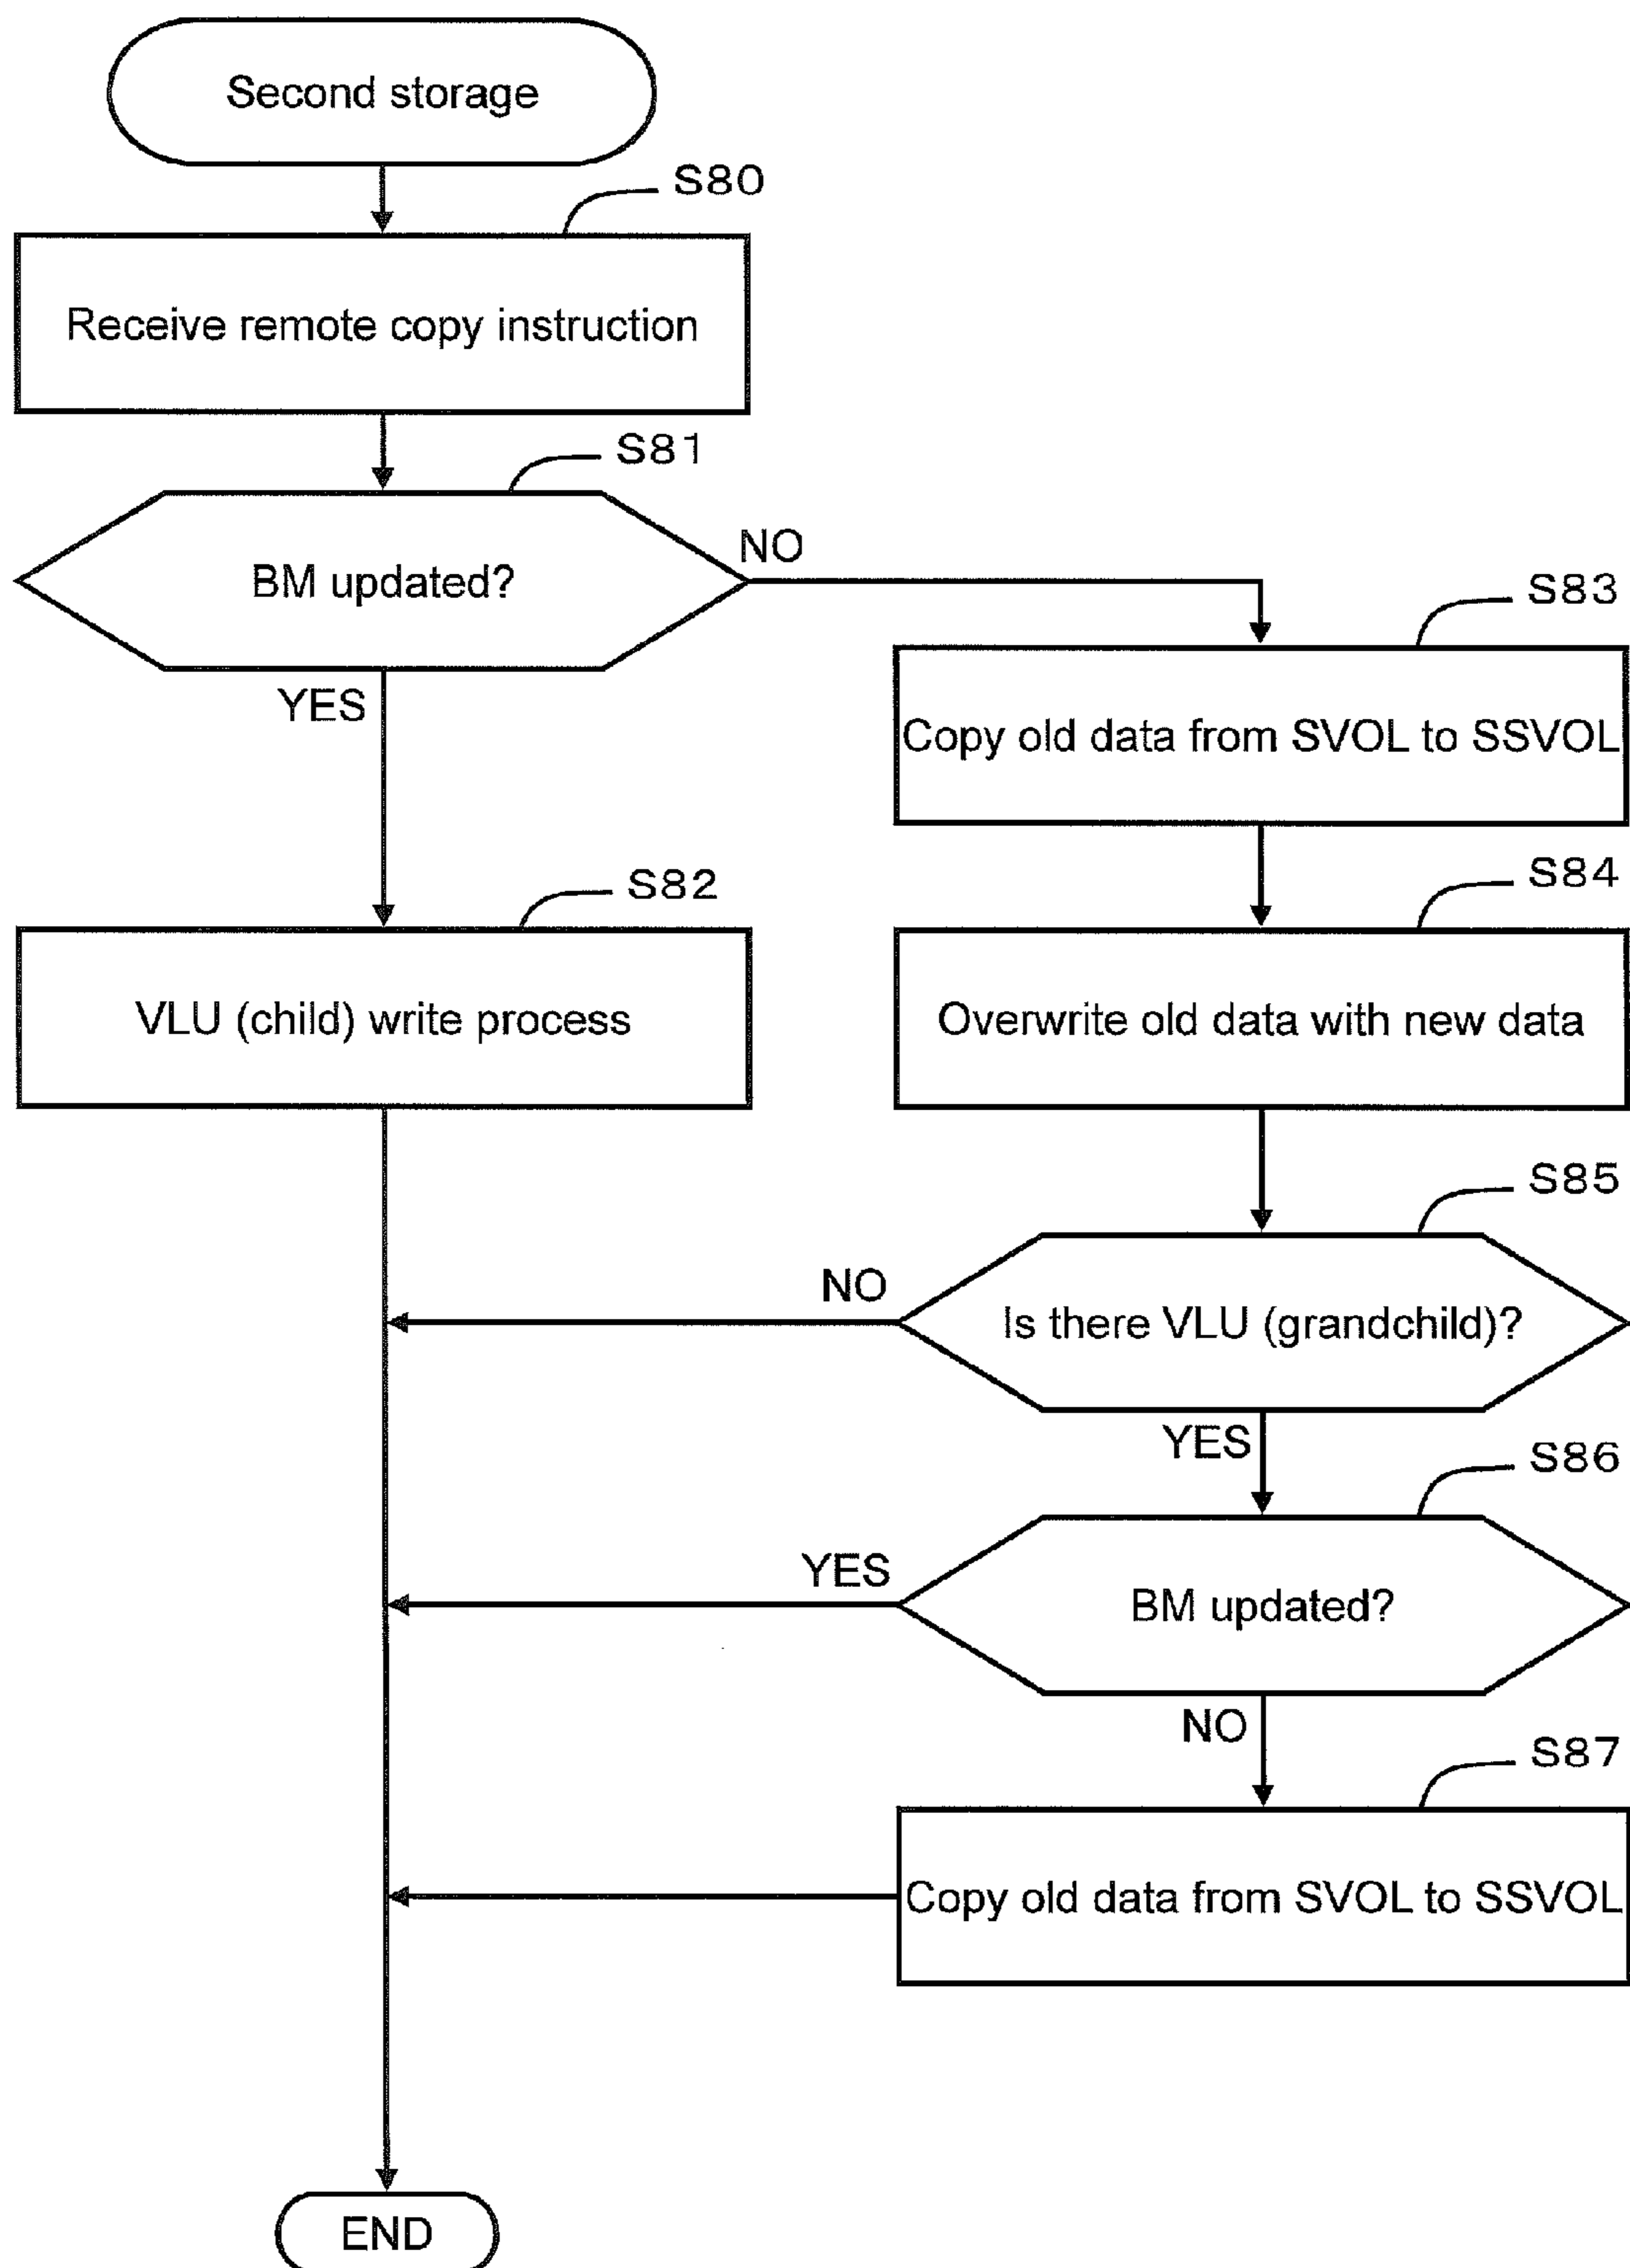 Second storage
S80
Receive remote copy instruction
S81
BM updated?
NO
YES
S83
Copy old data from SVOL to SSVOL
S82
VLU (child) write process
S84
Overwrite old data with new data
S85
Is there VLU (grandchild)?
NO
YES
S86
BM updated?
YES
NO
S87
Copy old data from SVOL to SSVOL
END